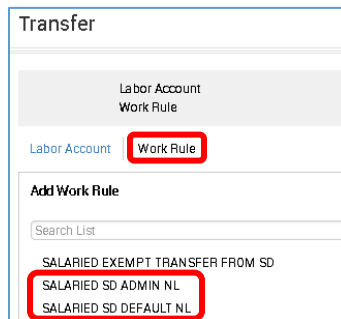 Transfer
Labor Account
Work Rule
Labor Account Work Rule
Add Work Rule
Search List
SALARIED EXEMPT TRANSFER FROM SD
SALARIED SD ADMIN NL
SALARIED SD DEFAULT NL